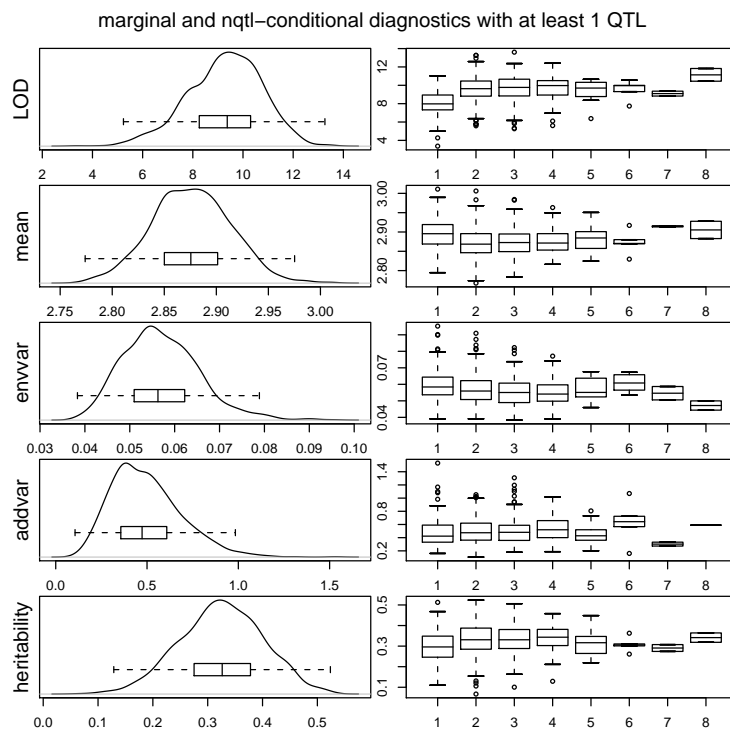 marginal and nqtl−conditional diagnostics with at least 1 QTL
LOD
2 4 6 8 10 12 14
4 8 12
1 2 3 4 5 6 7 8
mean
2.75 2.80 2.85 2.90 2.95 3.00
2.80 2.90 3.00
1 2 3 4 5 6 7 8
envvar
0.03 0.04 0.05 0.06 0.07 0.08 0.09 0.10
0.04 0.07
1 2 3 4 5 6 7 8
addvar
0.0 0.5 1.0 1.5
0.2 0.8 1.4
1 2 3 4 5 6 7 8
heritability
0.0 0.1 0.2 0.3 0.4 0.5
0.1 0.3 0.5
1 2 3 4 5 6 7 8